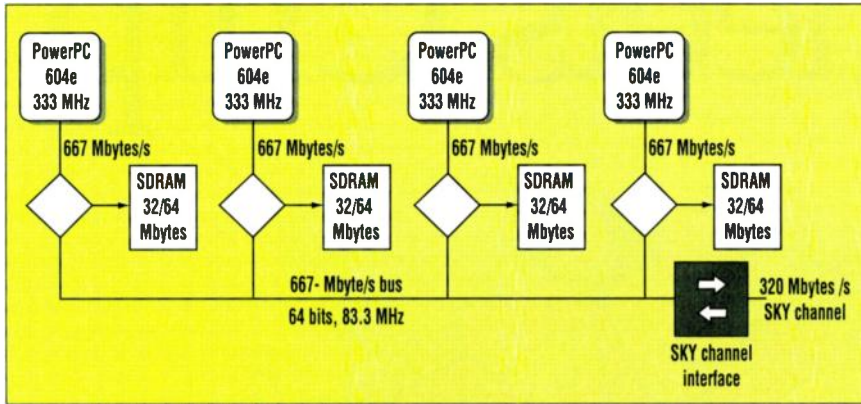 PowerPC
604e
333 MHz
PowerPC
604e
333 MHz
PowerPC
604e
333 MHz
PowerPC
604e
333 MHz
667 Mbytes/s
667 Mbytes/s
667 Mbytes/s
667 Mbytes/s
SDRAM
32/64
Mbytes
SDRAM
32/64
Mbytes
SDRAM
32/64
Mbytes
SDRAM
32/64
Mbytes
667- Mbyte/s bus
64 bits, 83.3 MHz
320 Mbytes /s
SKY channel
SKY channel
interface